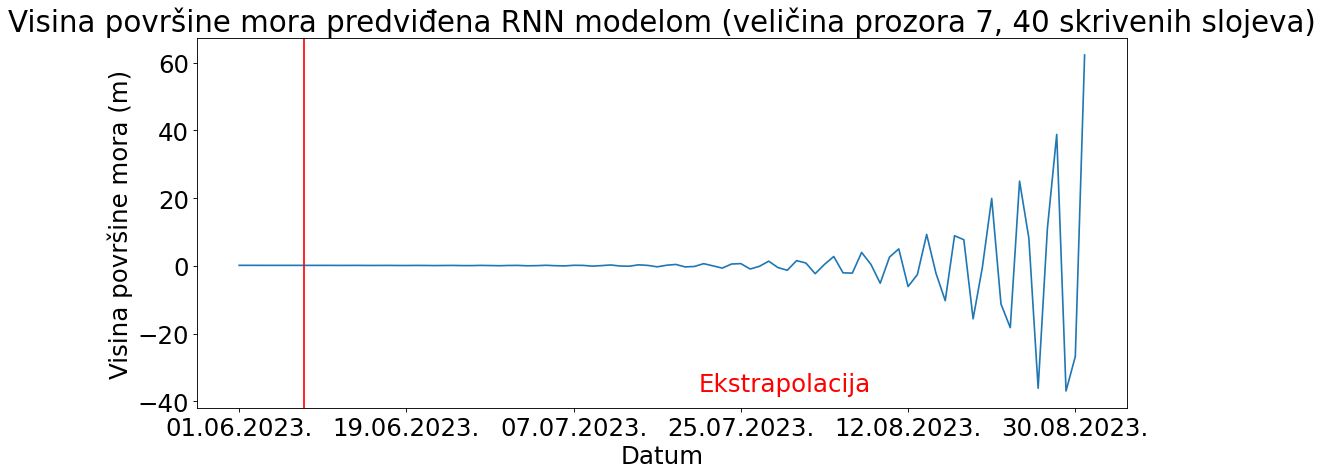 Visina površine mora predviđena RNN modelom (veličina prozora 7, 40 skrivenih slojeva)
Visina površine mora (m)
60
40
20
0
−20
−40
Ekstrapolacija
01.06.2023. 19.06.2023. 07.07.2023. 25.07.2023. 12.08.2023. 30.08.2023.
Datum